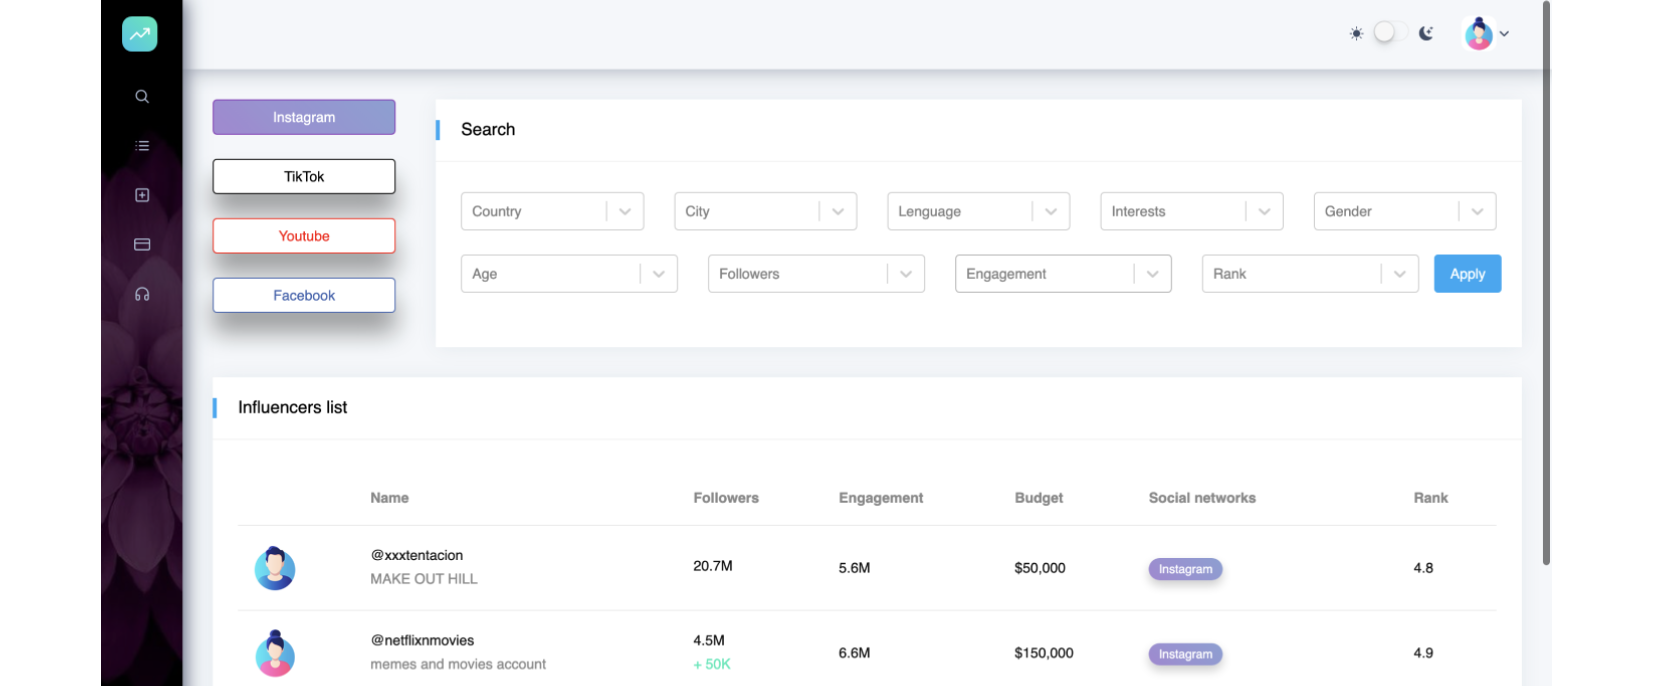 Instagram
TikTok
Youtube
Facebook
Search
Country City Lenguage Interests Gender
Age Followers Engagement Rank Apply
Influencers list
Name Followers Engagement Budget Social networks Rank
@xxxtentacion
MAKE OUT HILL
20.7M 5.6M $50,000 Instagram 4.8
@netflixnmovies
memes and movies account
4.5M
+ 50K
6.6M $150,000 Instagram 4.9